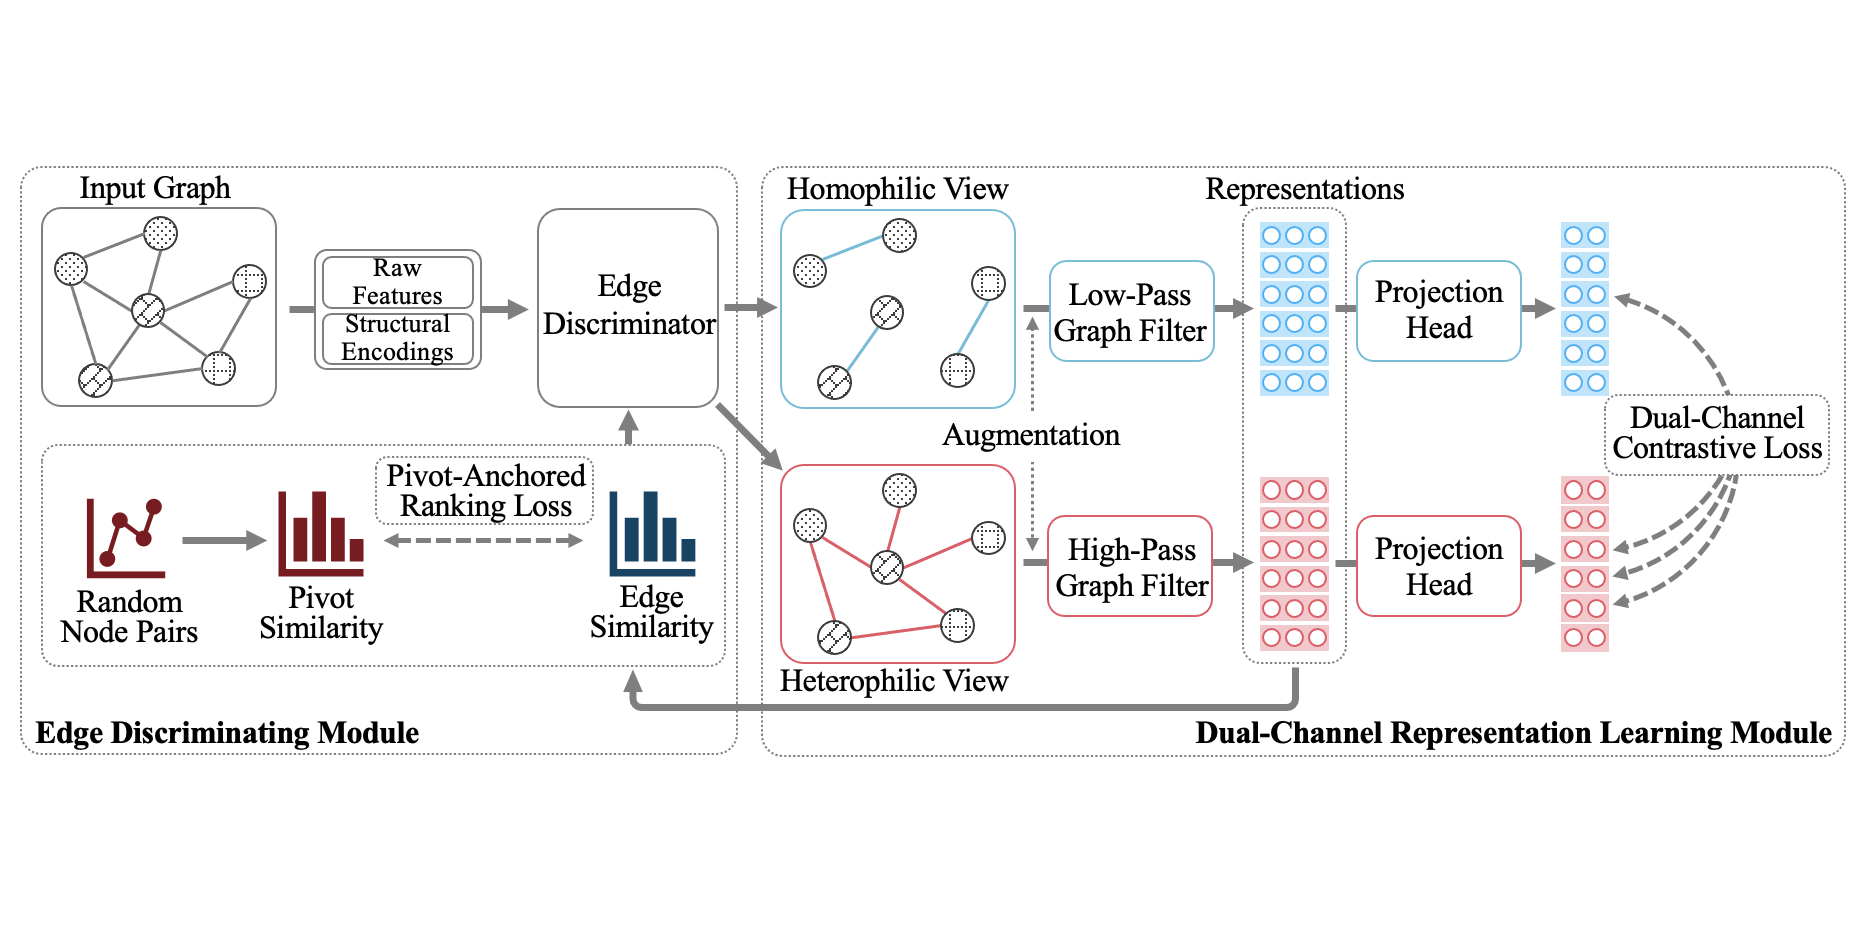 Input Graph
Raw
Features
Structural
Encodings
Edge
Discriminator
Pivot-Anchored
Ranking Loss
Random
Node Pairs
Pivot
Similarity
Edge
Similarity
Edge Discriminating Module
Homophilic View
Representations
Low-Pass
Graph Filter
Projection
Head
Augmentation
Dual-Channel
Contrastive Loss
High-Pass
Graph Filter
Projection
Head
Heterophilic View
Dual-Channel Representation Learning Module